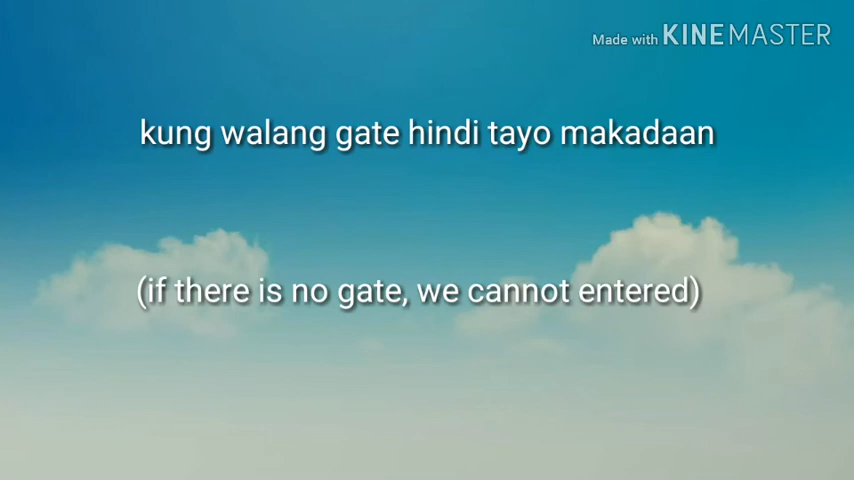 Made with KINEMASTER
kung walang gate hindi tayo makadaan
(if there is no gate, we cannot entered)